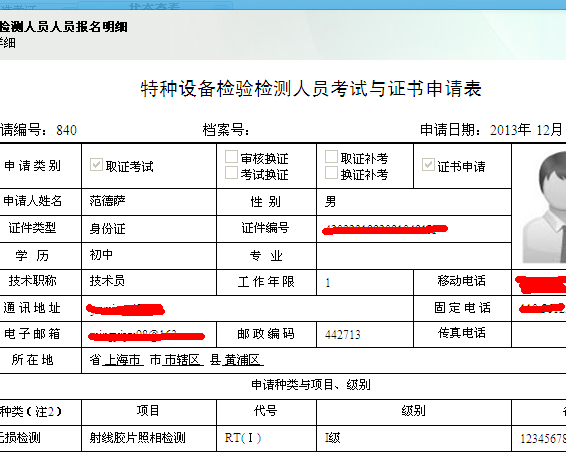 检测人员人员报名明细
详细
特种设备检验检测人员考试与证书申请表
请编号：840 档案号： 申请日期：2013年 12月
申请类别 取证考试 审核换证 考试换证 取证补考 换证补考 证书申请
申请人姓名 范德萨 性 别 男
证件类型 身份证 证件编号
学 历 初中 专 业
技术职称 技术员 工作年限 1 移动电话
通讯地址 固定电话
电子邮箱 邮政编码 442713 传真电话
所在地 省 上海市 市 市辖区 县 黄浦区
申请种类与项目、级别
种类（注2） 项目 代号 级别
无损检测 射线胶片照相检测 RT(Ⅰ) Ⅰ级 12345678